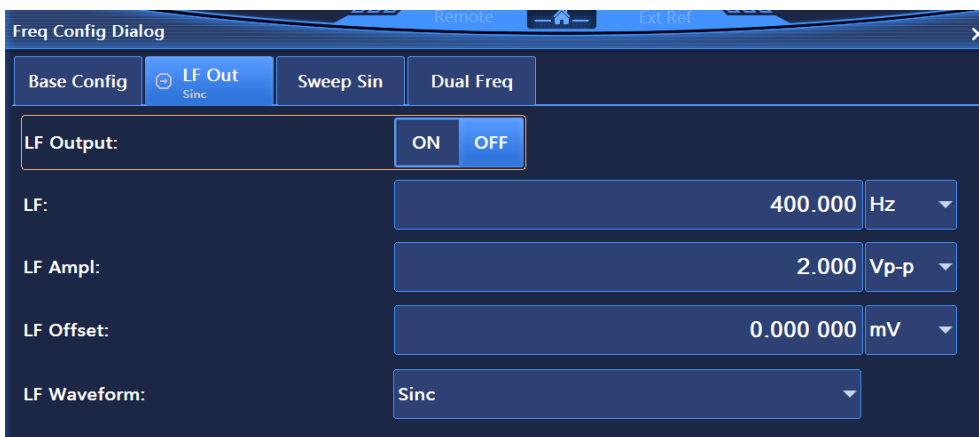 Remote Ext Ref
Freq Config Dialog
Base Config LF Out Sweep Sin Dual Freq
Sinc
LF Output: ON OFF
LF: 400.000 Hz
LF Ampl: 2.000 Vp-p
LF Offset: 0.000 000 mV
LF Waveform: Sinc